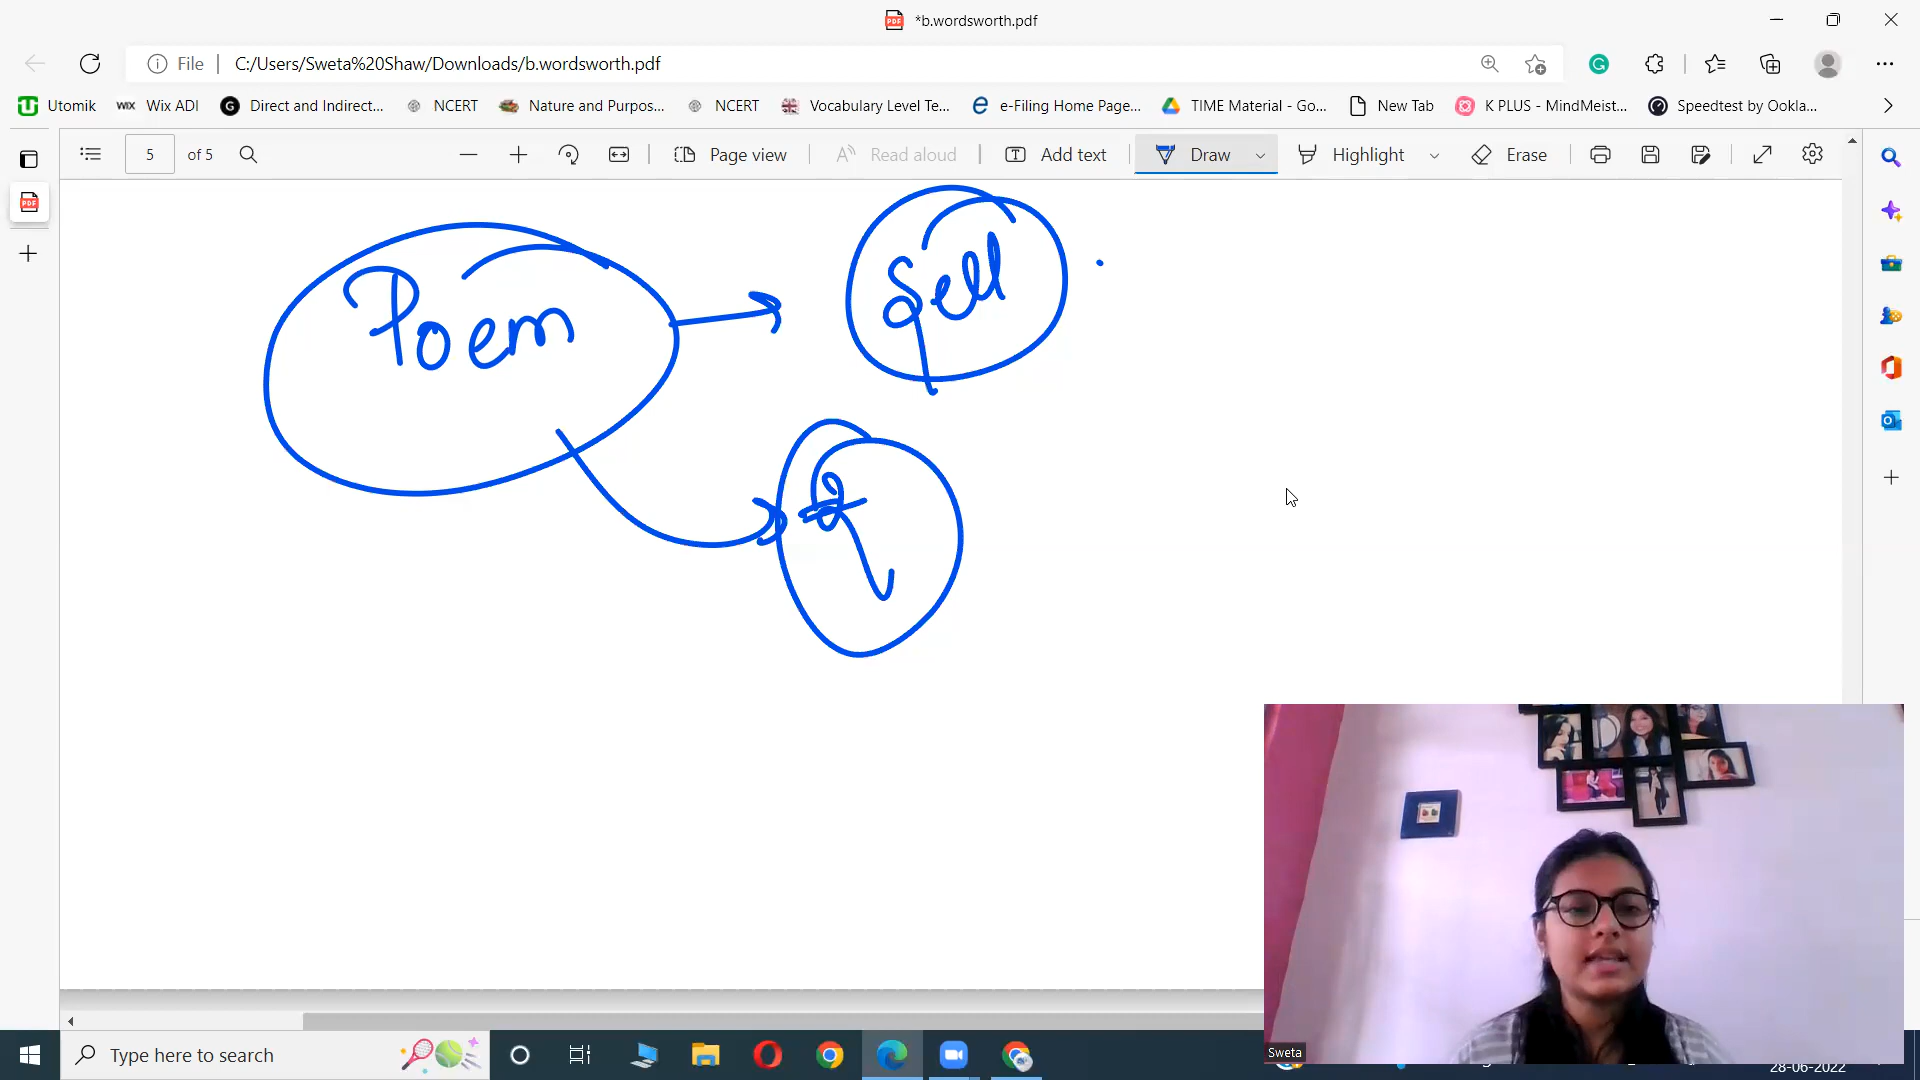 *b.wordsworth.pdf
File C:/Users/Sweta%20Shaw/Downloads/b.wordsworth.pdf
Utomik Wix ADI Direct and Indirect... NCERT Nature and Purpos... NCERT Vocabulary Level Te... e-Filing Home Page... TIME Material - Go... New Tab K PLUS - MindMeist... Speedtest by Ookla...
5 of 5 Page view Read aloud Add text Draw Highlight Erase
Poem
Sell
Sweta
Type here to search
28-06-2022